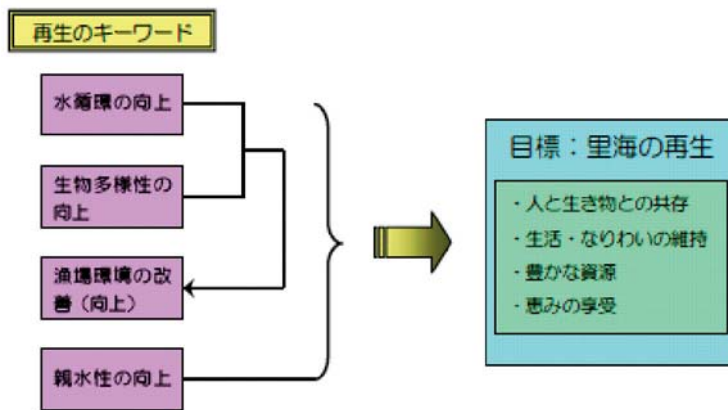 再生のキーワード
水循環の向上
生物多様性の
向上
漁場環境の改
善（向上）
親水性の向上
目標：里海の再生
・人と生き物との共存
・生活・なりわいの維持
・豊かな資源
・恵みの享受